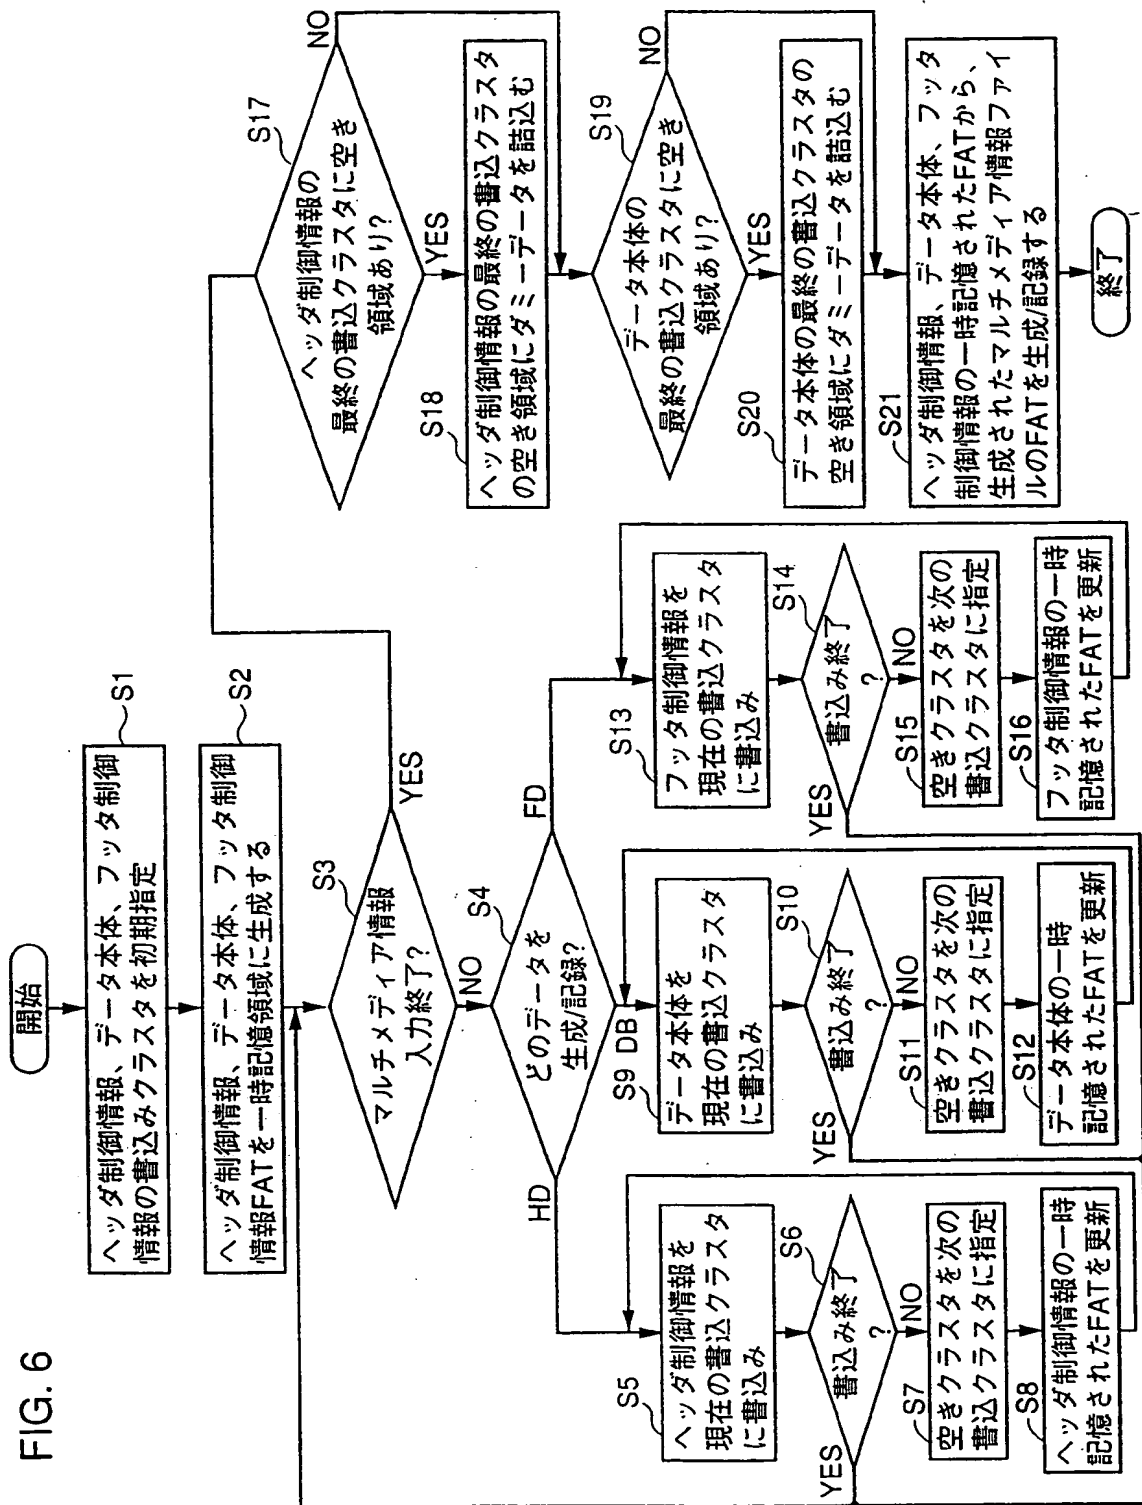 FIG. 6
開始
S1
ヘッダ制御情報、データ本体、フッタ制御
情報の書込みクラスタを初期指定
S2
ヘッダ制御情報、データ本体、フッタ制御
情報FATを一時記憶領域に生成する
S3
マルチメディア情報
入力終了?
YES
NO
S4
どのデータを
生成/記録?
HD
DB
FD
S5
ヘッダ制御情報を
現在の書込クラスタ
に書込み
S6
書込み終了
?
YES
NO
S7
空きクラスタを次の
書込クラスタに指定
S8
ヘッダ制御情報の一時
記憶されたFATを更新
S9
データ本体を
現在の書込クラスタ
に書込み
S10
書込み終了
?
YES
NO
S11
空きクラスタを次の
書込クラスタに指定
S12
データ本体の一時
記憶されたFATを更新
S13
フッタ制御情報を
現在の書込クラスタ
に書込み
S14
書込み終了
?
YES
NO
S15
空きクラスタを次の
書込クラスタに指定
S16
フッタ制御情報の一時
記憶されたFATを更新
S17
ヘッダ制御情報の
最終の書込クラスタに空き
領域あり?
NO
YES
S18
ヘッダ制御情報の最終の書込クラスタ
の空き領域にダミーデータを詰込む
S19
データ本体の
最終の書込クラスタに空き
領域あり?
NO
YES
S20
データ本体の最終の書込クラスタの
空き領域にダミーデータを詰込む
S21
ヘッダ制御情報、データ本体、フッタ
制御情報の一時記憶されたFATから、
生成されたマルチメディア情報ファイ
ルのFATを生成/記録する
終了